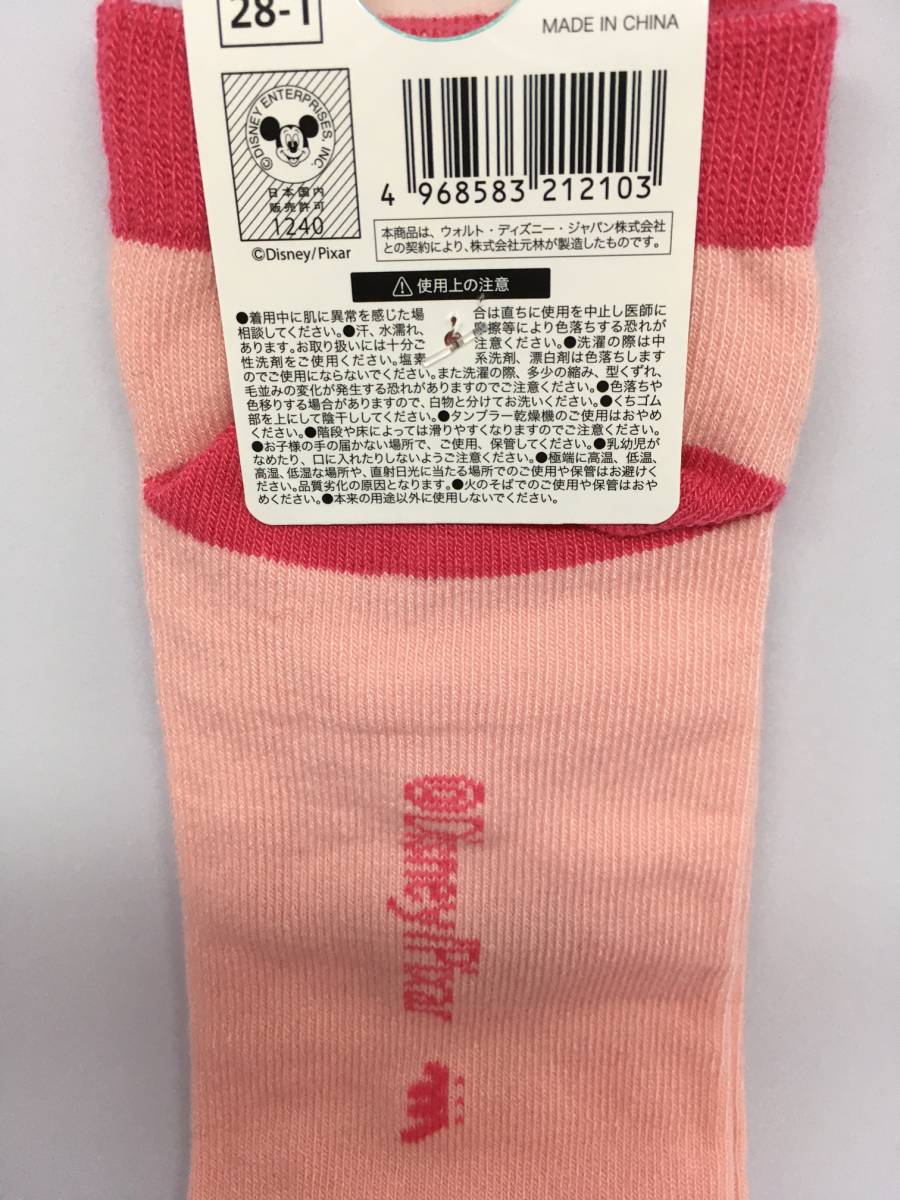 28-1
MADE IN CHINA
©DISNEY ENTERPRISES, INC.
日本国内
販売許可
1240
©Disney/Pixar
4 968583 212103
本商品は、ウォルト・ディズニー・ジャパン株式会社
との契約により、株式会社元林が製造したものです。
⚠使用上の注意
●着用中に肌に異常を感じた場合は直ちに使用を中止し医師に
相談してください。●汗、水濡れ、摩擦等により色落ちする恐れが
あります。お取り扱いには十分ご注意ください。●洗濯の際は中
性洗剤をご使用ください。塩素系洗剤、漂白剤は色落ちします
のでご使用にならないでください。また洗濯の際、多少の縮み、型くずれ、
毛並みの変化が発生する恐れがありますのでご注意ください。●色落ちや
色移りする場合がありますので、白物と分けてお洗いください。●くちゴム
部を上にして陰干ししてください。●タンブラー乾燥機のご使用はおやめ
ください。●階段や床によっては滑りやすくなりますのでご注意ください。
●お子様の手の届かない場所で、ご使用、保管してください。●乳幼児が
なめたり、口に入れたりしないようご注意ください。●極端に高温、低温、
高湿、低湿な場所や、直射日光に当たる場所でのご使用や保管はお避けく
ださい。品質劣化の原因となります。●火のそばでのご使用や保管はおや
めください。●本来の用途以外に使用しないでください。
©Disney/Pixar